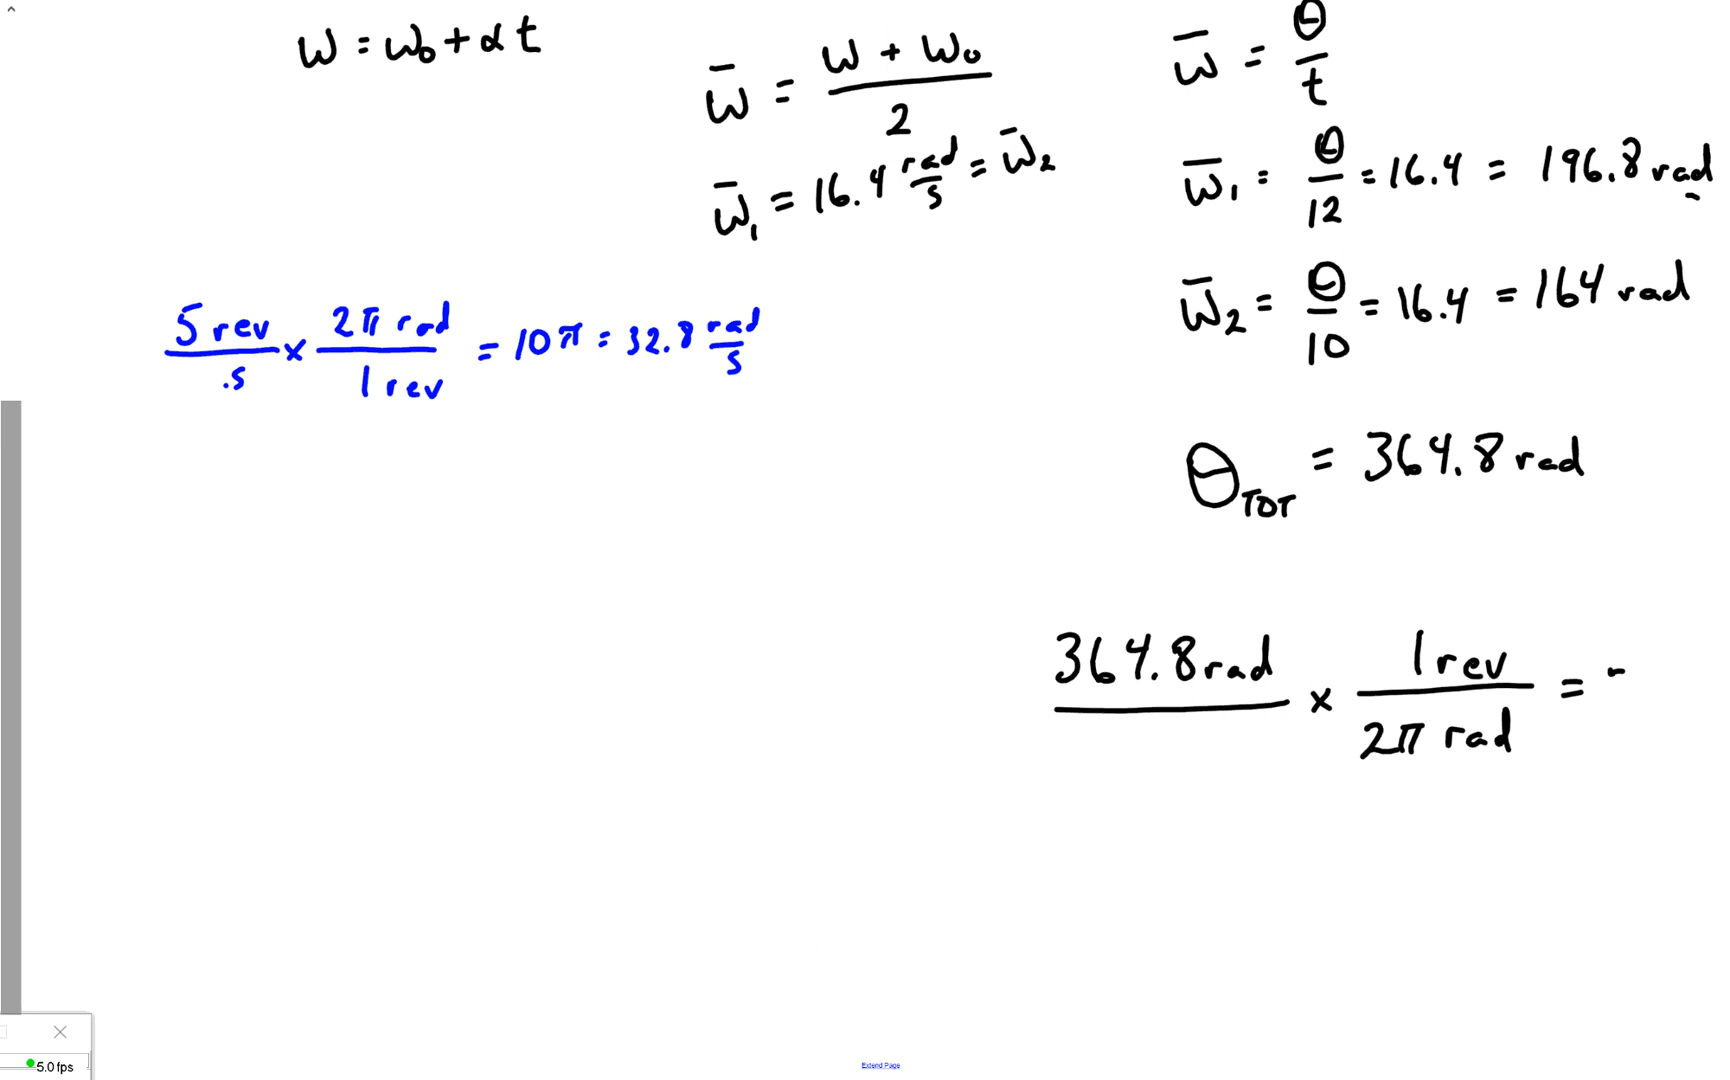 ω = ω₀ + αt
ω̄ = (ω + ω₀) / 2
ω̄₁ = 16.4 rad/s = ω̄₂
ω̄ = θ / t
ω̄₁ = θ/12 = 16.4 = 196.8 rad
ω̄₂ = θ/10 = 16.4 = 164 rad
5 rev / s × 2π rad / 1 rev = 10π = 32.8 rad/s
θ_TOT = 364.8 rad
364.8 rad × 1 rev / 2π rad =
5.0 fps
Extend Page